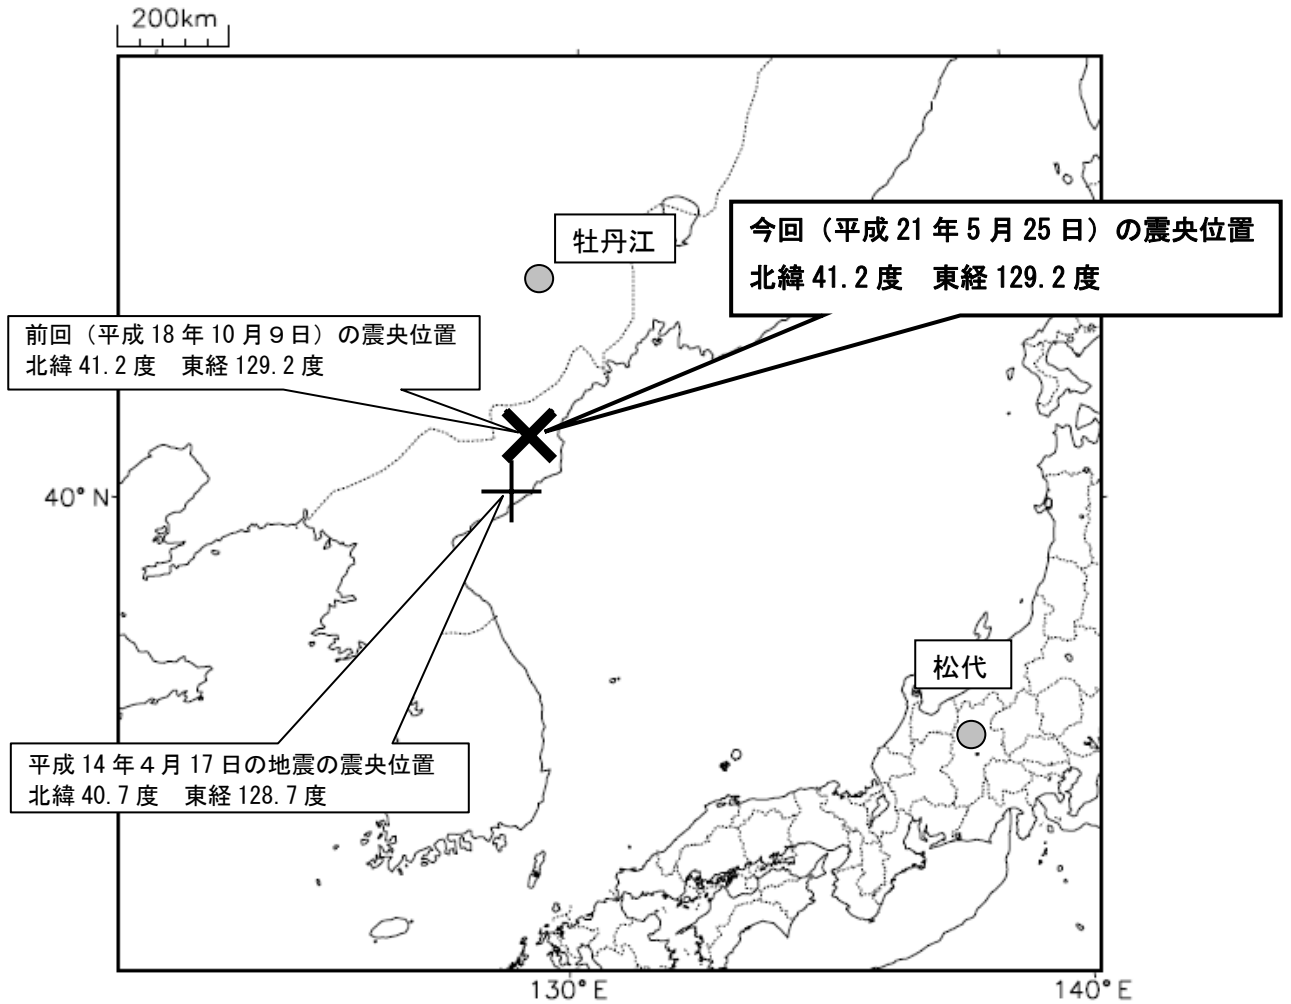 200km
牡丹江
今回（平成 21 年 5 月 25 日）の震央位置
北緯 41.2 度　東経 129.2 度
前回（平成 18 年 10 月９日）の震央位置
北緯 41.2 度　東経 129.2 度
40°N
松代
平成 14 年４月 17 日の地震の震央位置
北緯 40.7 度　東経 128.7 度
130°E
140°E